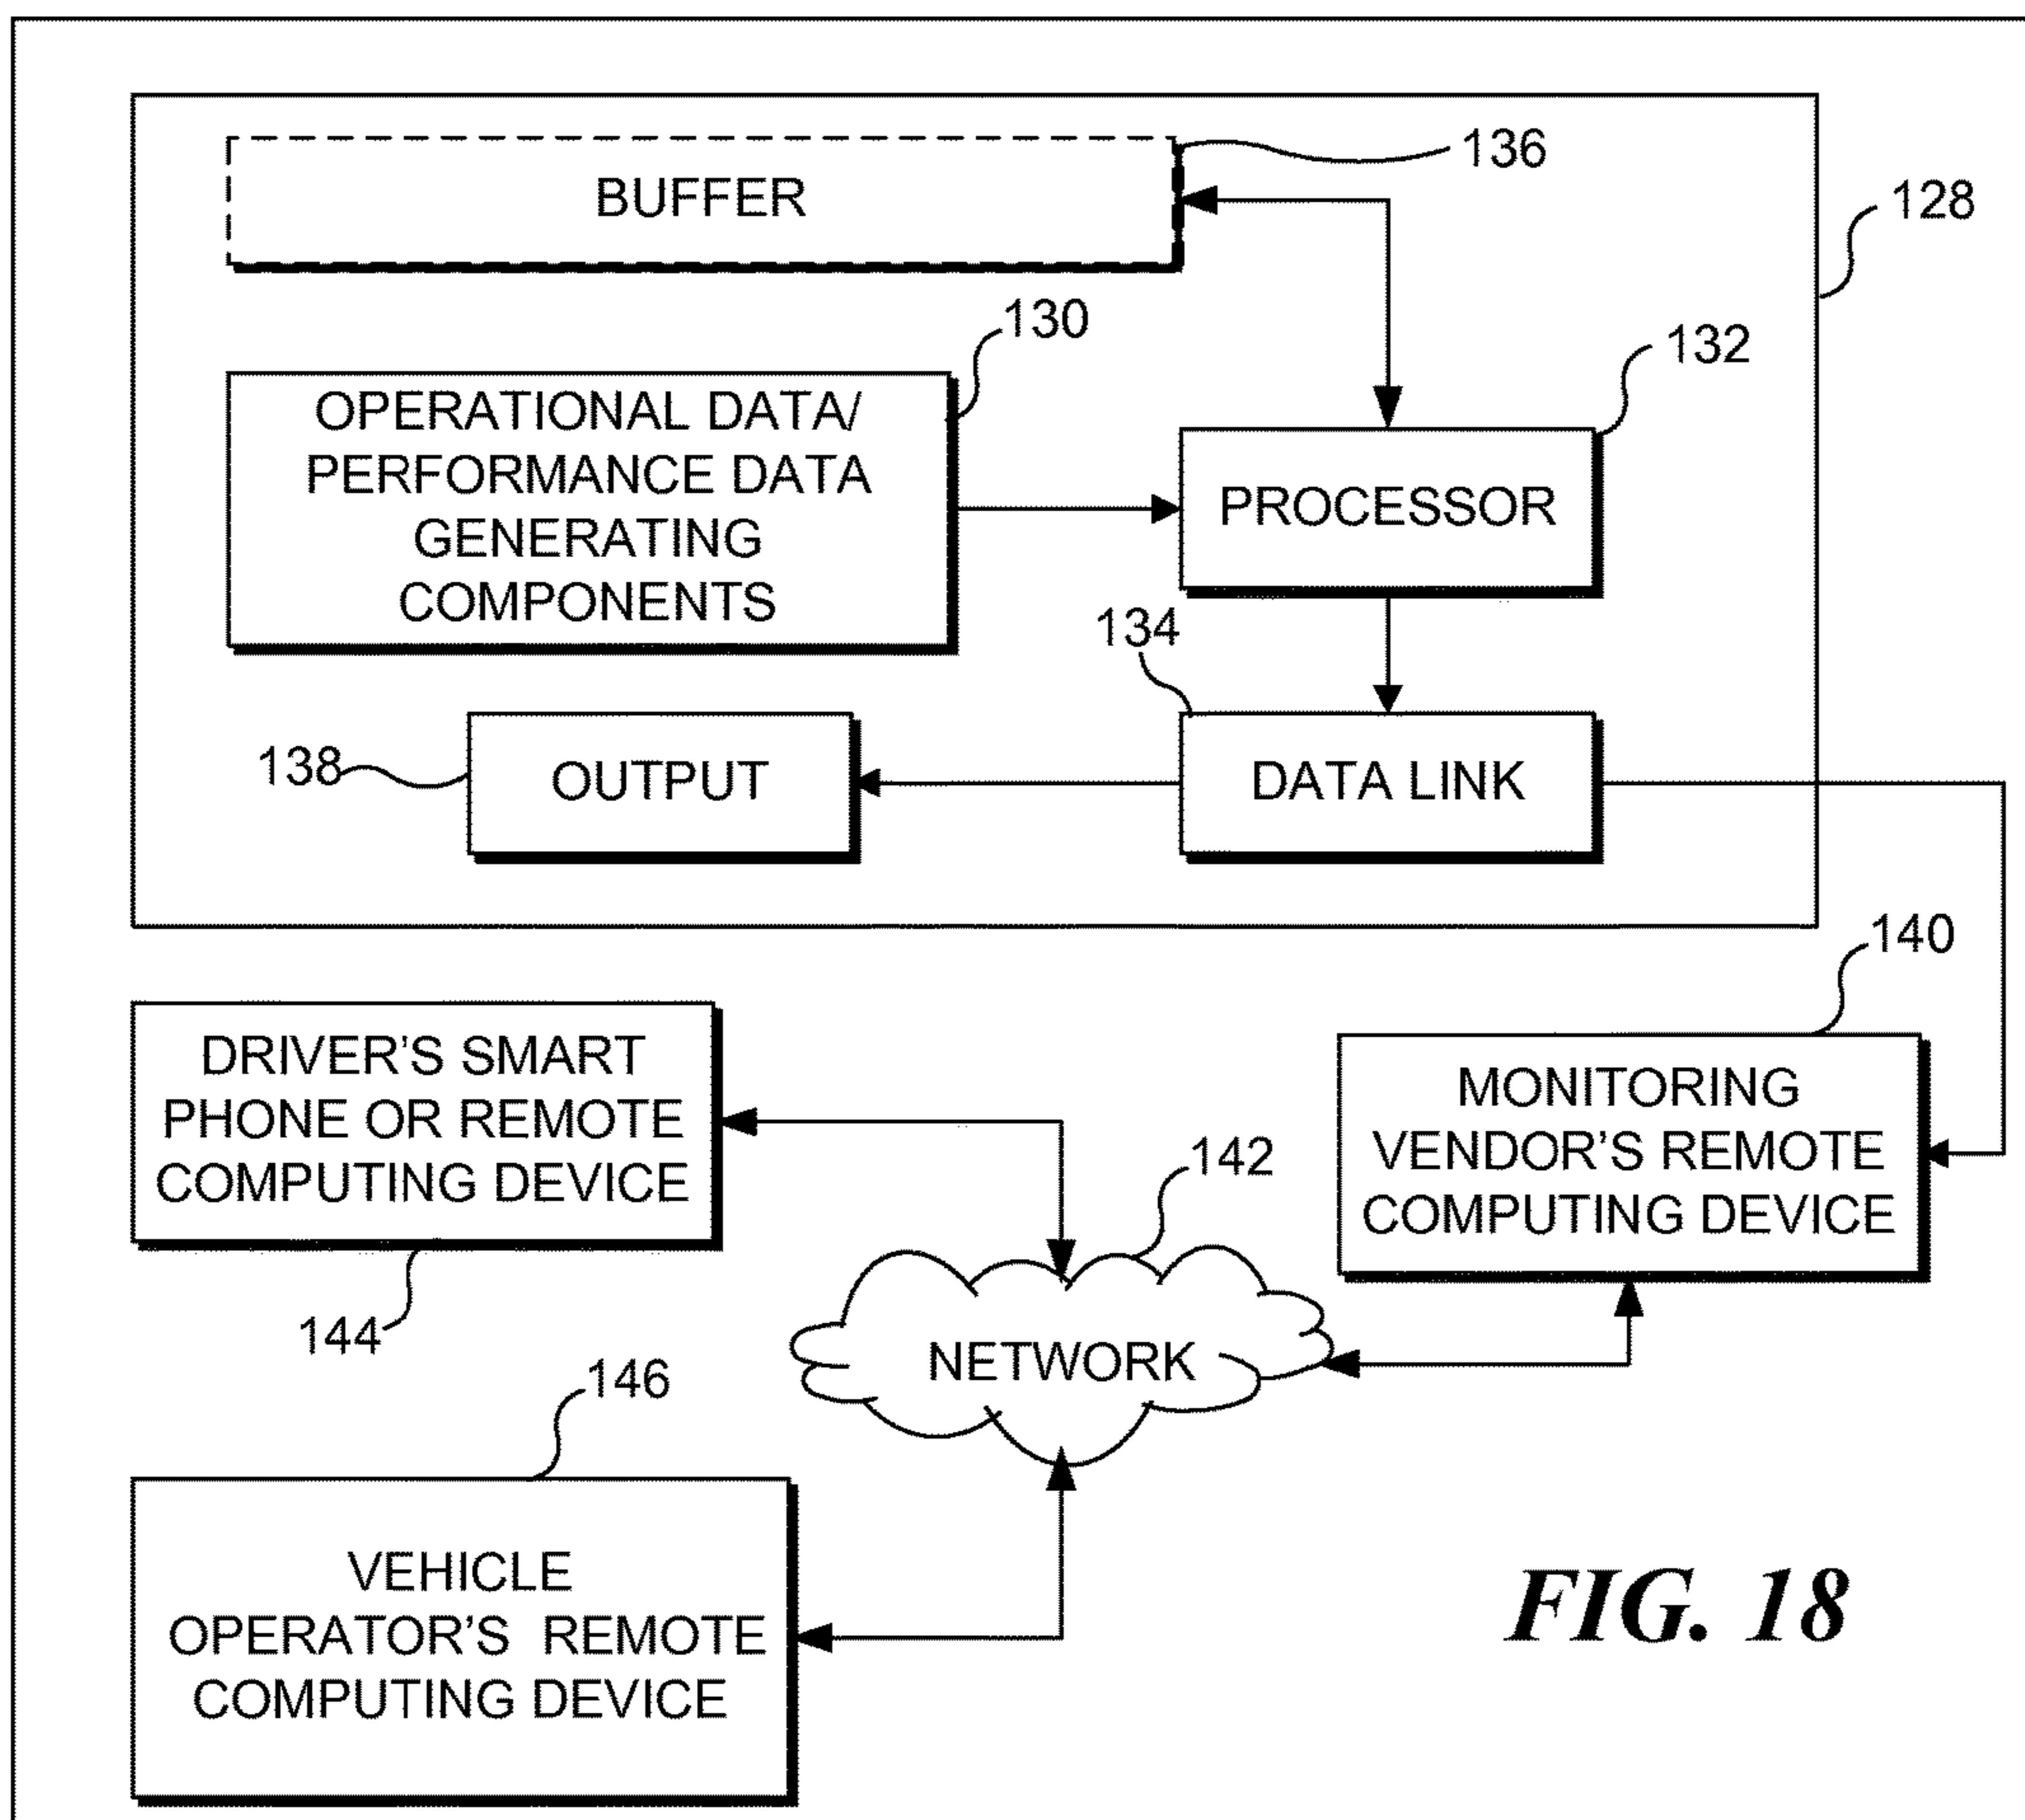 136
BUFFER
128
130
132
OPERATIONAL DATA/
PERFORMANCE DATA
GENERATING
COMPONENTS
PROCESSOR
134
138
OUTPUT
DATA LINK
140
DRIVER'S SMART
PHONE OR REMOTE
COMPUTING DEVICE
MONITORING
VENDOR'S REMOTE
COMPUTING DEVICE
142
144
NETWORK
146
VEHICLE
OPERATOR'S REMOTE
COMPUTING DEVICE
FIG. 18